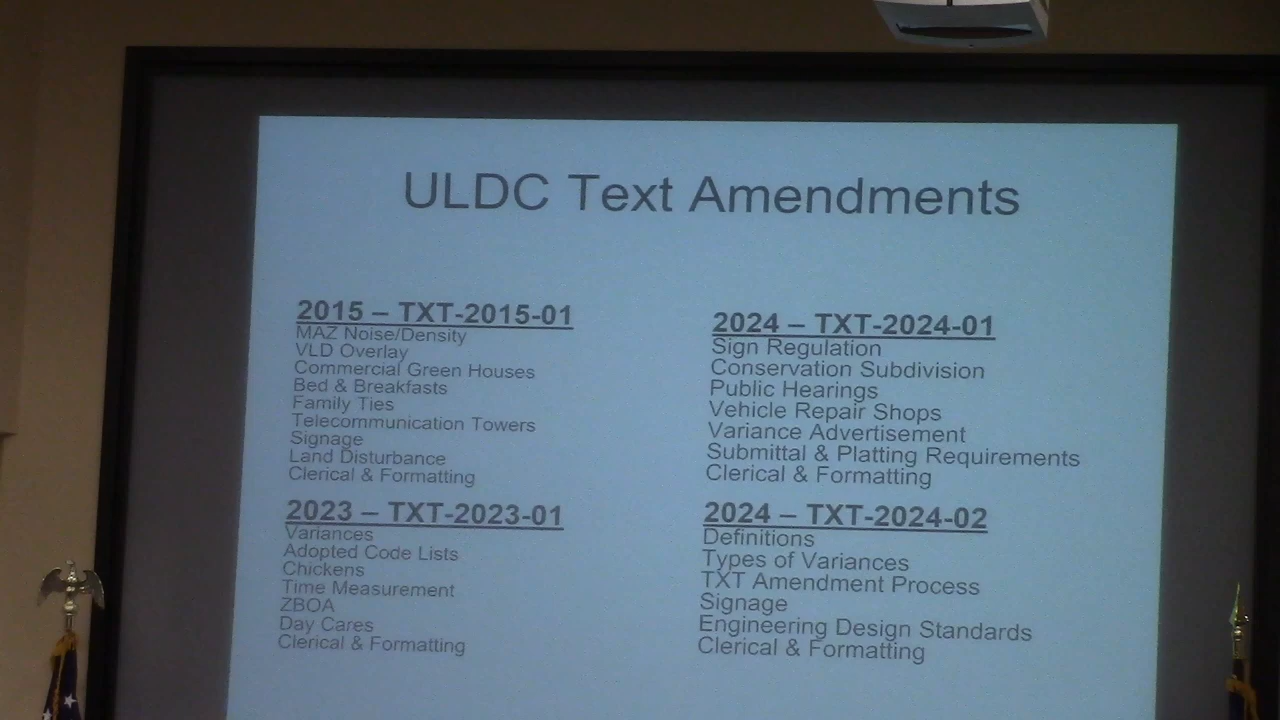 ULDC Text Amendments
2015 – TXT-2015-01
MAZ Noise/Density
VLD Overlay
Commercial Green Houses
Bed & Breakfasts
Family Ties
Telecommunication Towers
Signage
Land Disturbance
Clerical & Formatting
2023 – TXT-2023-01
Variances
Adopted Code Lists
Chickens
Time Measurement
ZBOA
Day Cares
Clerical & Formatting
2024 – TXT-2024-01
Sign Regulation
Conservation Subdivision
Public Hearings
Vehicle Repair Shops
Variance Advertisement
Submittal & Platting Requirements
Clerical & Formatting
2024 – TXT-2024-02
Definitions
Types of Variances
TXT Amendment Process
Signage
Engineering Design Standards
Clerical & Formatting